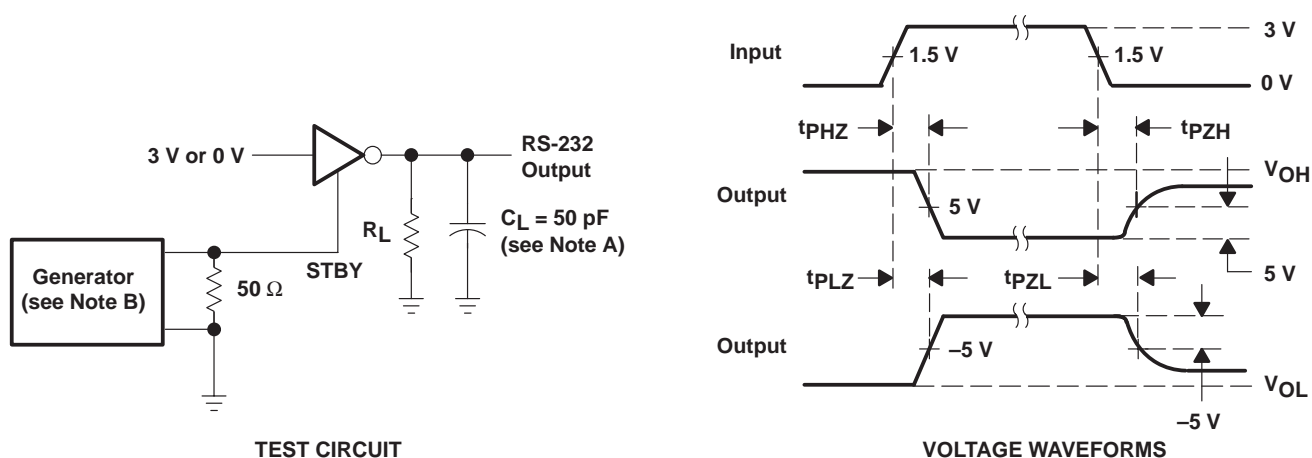 3 V or 0 V
RS-232
Output
RL
CL = 50 pF
(see Note A)
STBY
Generator
(see Note B)
50 Ω
TEST CIRCUIT
Input
3 V
1.5 V
1.5 V
0 V
tPHZ
tPZH
Output
VOH
5 V
5 V
tPLZ
tPZL
Output
–5 V
VOL
–5 V
VOLTAGE WAVEFORMS